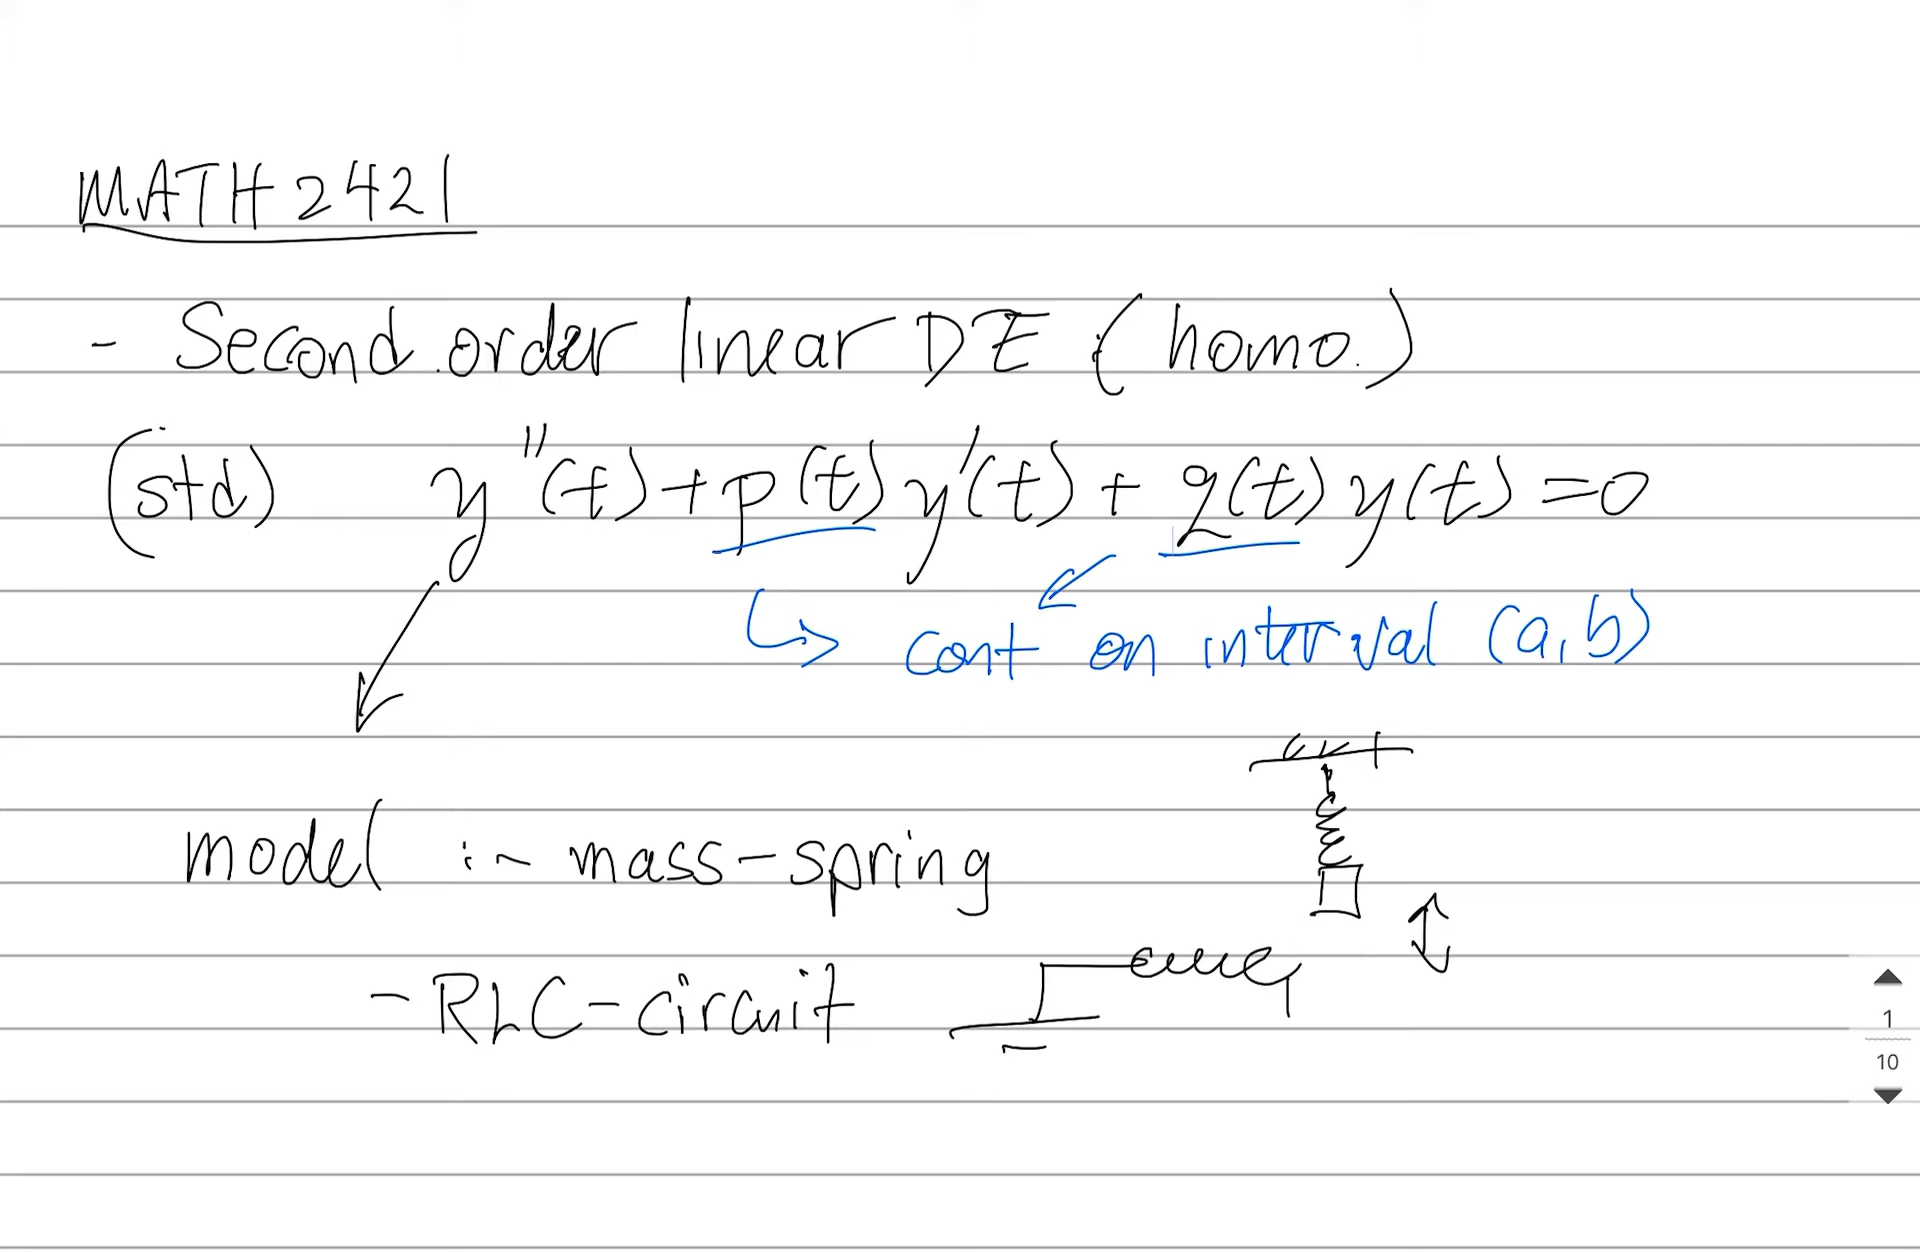 MATH 2421
- Second order linear DE (homo.)
(std) y''(t) + p(t) y'(t) + q(t) y(t) = 0
↳ cont on interval (a,b)
model :- mass-spring
- RLC-circuit
1
10